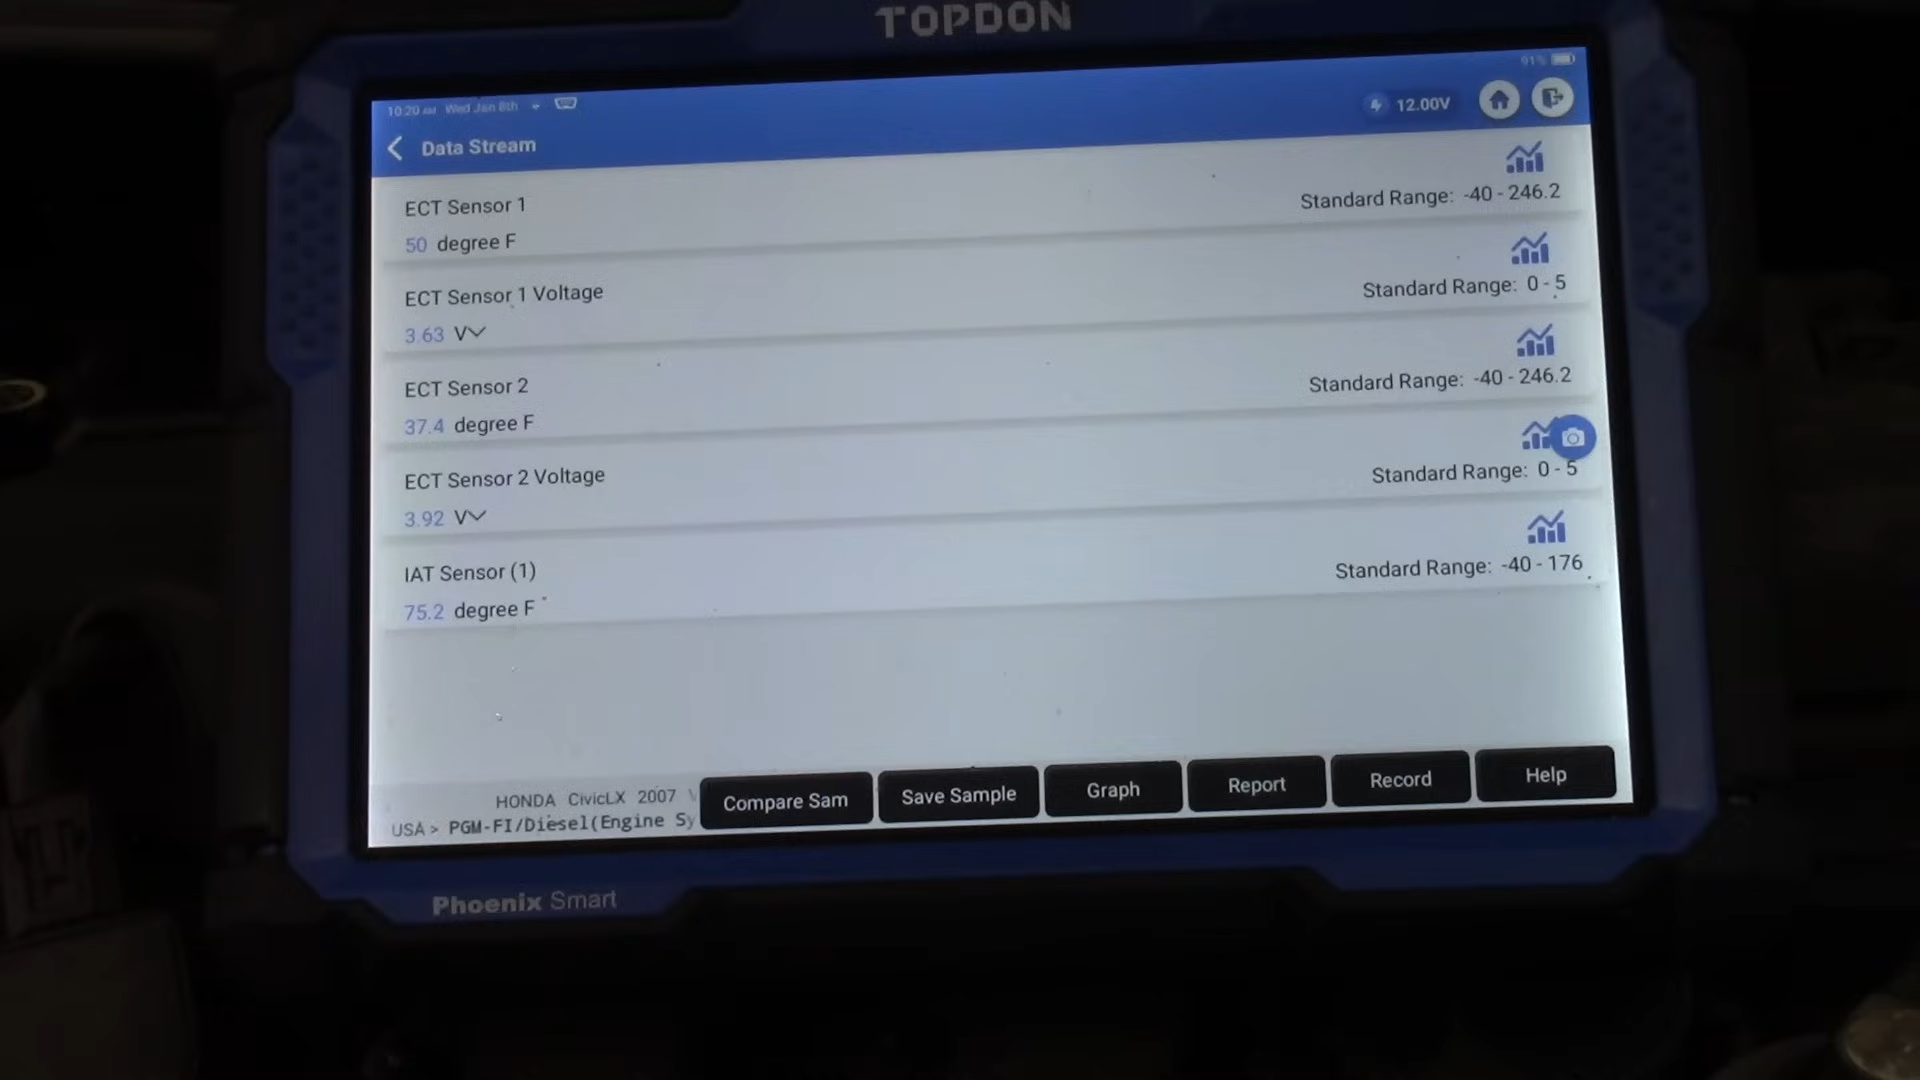 TOPDON
91%
10:20 AM Wed Jan 8th
12.00V
Data Stream
ECT Sensor 1
Standard Range: -40 - 246.2
50 degree F
ECT Sensor 1 Voltage
Standard Range: 0 - 5
3.63 V
ECT Sensor 2
Standard Range: -40 - 246.2
37.4 degree F
ECT Sensor 2 Voltage
Standard Range: 0 - 5
3.92 V
IAT Sensor (1)
Standard Range: -40 - 176
75.2 degree F
HONDA CivicLX 2007
USA > PGM-FI/Diesel(Engine Sy
Compare Sam
Save Sample
Graph
Report
Record
Help
Phoenix Smart